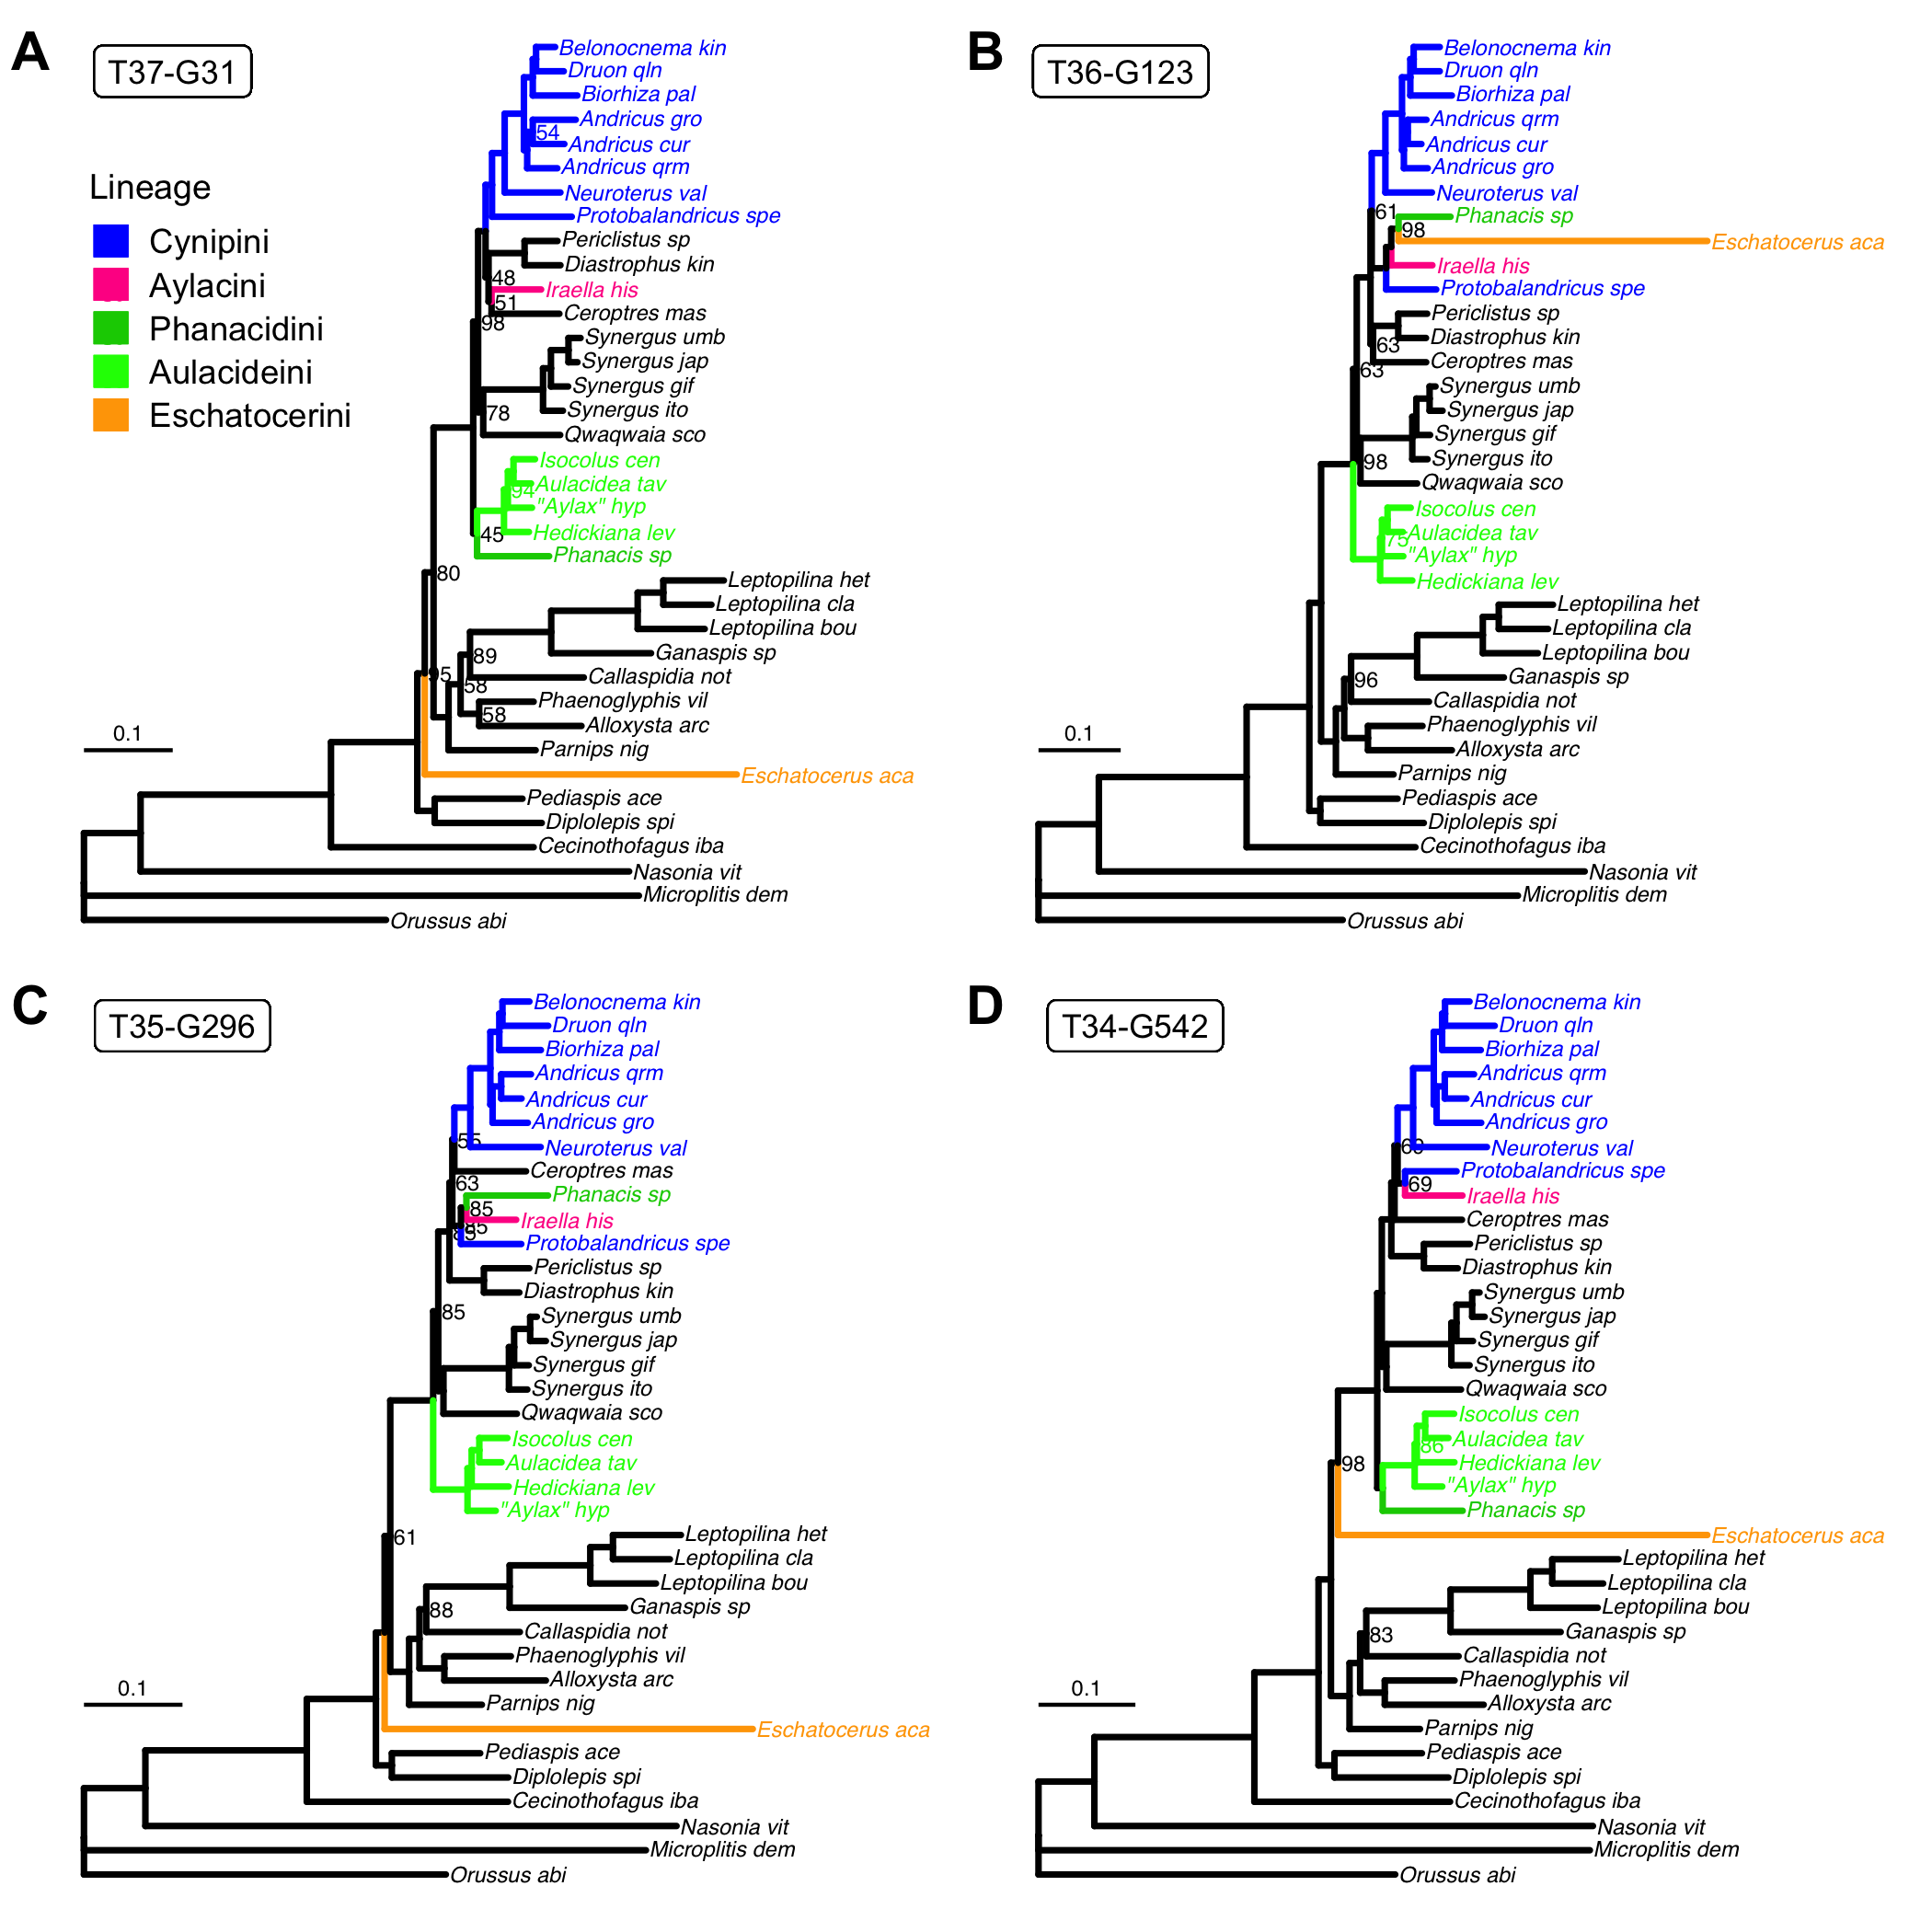 A
T37-G31
Belonocnema kin
Druon qln
Biorhiza pal
Andricus gro
54
Andricus cur
Andricus qrm
Neuroterus val
Protobalandricus spe
Periclistus sp
Diastrophus kin
48
Iraella his
51
Ceroptres mas
98
Synergus umb
Synergus jap
Synergus gif
Synergus ito
78
Qwaqwaia sco
Isocolus cen
Aulacidea tav
94
"Aylax" hyp
Hedickiana lev
45
Phanacis sp
80
Leptopilina het
Leptopilina cla
Leptopilina bou
Ganaspis sp
89
Callaspidia not
95
58
Phaenoglyphis vil
58
Alloxysta arc
Parnips nig
Eschatocerus aca
Pediaspis ace
Diplolepis spi
Cecinothofagus iba
Nasonia vit
Microplitis dem
Orussus abi
0.1
Lineage
Cynipini
Aylacini
Phanacidini
Aulacideini
Eschatocerini
B
T36-G123
Belonocnema kin
Druon qln
Biorhiza pal
Andricus qrm
Andricus cur
Andricus gro
Neuroterus val
61
Phanacis sp
98
Eschatocerus aca
Iraella his
Protobalandricus spe
Periclistus sp
Diastrophus kin
63
Ceroptres mas
63
Synergus umb
Synergus jap
Synergus gif
Synergus ito
98
Qwaqwaia sco
Isocolus cen
Aulacidea tav
75
"Aylax" hyp
Hedickiana lev
Leptopilina het
Leptopilina cla
Leptopilina bou
Ganaspis sp
96
Callaspidia not
Phaenoglyphis vil
Alloxysta arc
Parnips nig
Pediaspis ace
Diplolepis spi
Cecinothofagus iba
Nasonia vit
Microplitis dem
Orussus abi
0.1
C
T35-G296
Belonocnema kin
Druon qln
Biorhiza pal
Andricus qrm
Andricus cur
Andricus gro
55
Neuroterus val
Ceroptres mas
63
Phanacis sp
85
Iraella his
Protobalandricus spe
Periclistus sp
Diastrophus kin
85
Synergus umb
Synergus jap
Synergus gif
Synergus ito
Qwaqwaia sco
Isocolus cen
Aulacidea tav
Hedickiana lev
"Aylax" hyp
61
Leptopilina het
Leptopilina cla
Leptopilina bou
Ganaspis sp
88
Callaspidia not
Phaenoglyphis vil
Alloxysta arc
Parnips nig
Eschatocerus aca
Pediaspis ace
Diplolepis spi
Cecinothofagus iba
Nasonia vit
Microplitis dem
Orussus abi
0.1
D
T34-G542
Belonocnema kin
Druon qln
Biorhiza pal
Andricus qrm
Andricus cur
Andricus gro
Neuroterus val
Protobalandricus spe
69
Iraella his
Ceroptres mas
Periclistus sp
Diastrophus kin
Synergus umb
Synergus jap
Synergus gif
Synergus ito
Qwaqwaia sco
Isocolus cen
Aulacidea tav
86
Hedickiana lev
98
"Aylax" hyp
Phanacis sp
Eschatocerus aca
Leptopilina het
Leptopilina cla
Leptopilina bou
Ganaspis sp
83
Callaspidia not
Phaenoglyphis vil
Alloxysta arc
Parnips nig
Pediaspis ace
Diplolepis spi
Cecinothofagus iba
Nasonia vit
Microplitis dem
Orussus abi
0.1